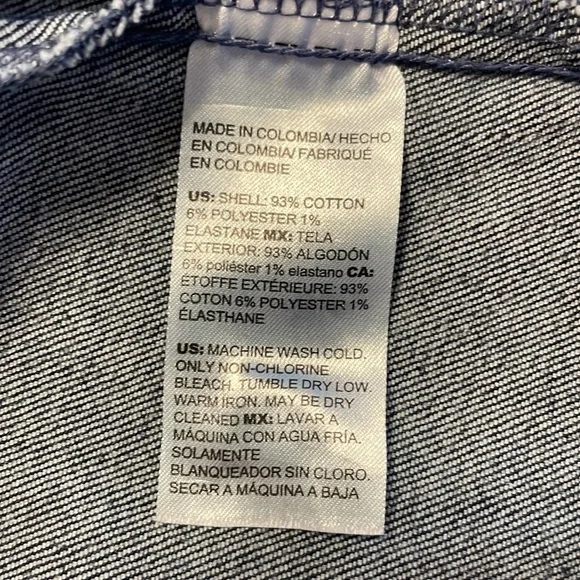 MADE IN COLOMBIA/ HECHO
EN COLOMBIA/ FABRIQUÉ
EN COLOMBIE
US: SHELL: 93% COTTON
6% POLYESTER 1%
ELASTANE MX: TELA
EXTERIOR: 93% ALGODÓN
6% poliéster 1% elastano CA:
ÉTOFFE EXTÉRIEURE: 93%
COTON 6% POLYESTER 1%
ÉLASTHANE
US: MACHINE WASH COLD.
ONLY NON-CHLORINE
BLEACH. TUMBLE DRY LOW.
WARM IRON. MAY BE DRY
CLEANED MX: LAVAR A
MÁQUINA CON AGUA FRÍA.
SOLAMENTE
BLANQUEADOR SIN CLORO.
SECAR A MÁQUINA A BAJA